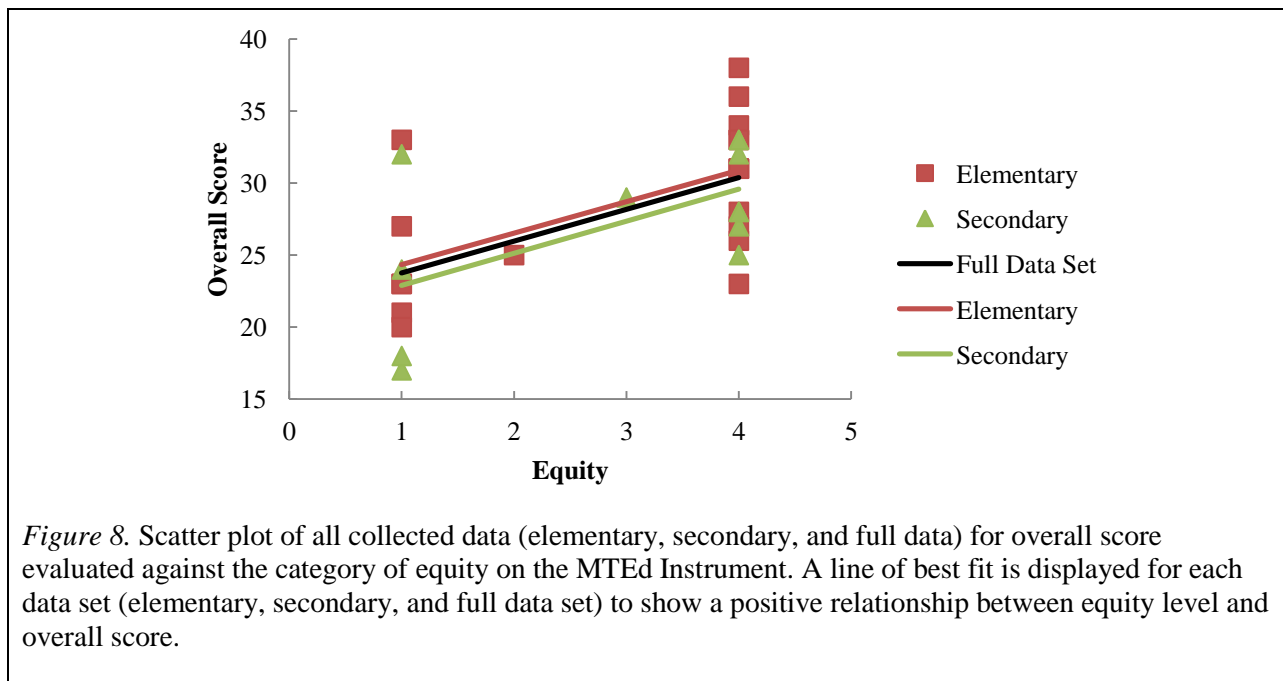 40
35
30
25
20
15
Overall Score
0 1 2 3 4 5
Equity
Elementary
Secondary
Full Data Set
Elementary
Secondary
Figure 8. Scatter plot of all collected data (elementary, secondary, and full data) for overall score
evaluated against the category of equity on the MTEd Instrument. A line of best fit is displayed for each
data set (elementary, secondary, and full data set) to show a positive relationship between equity level and
overall score.